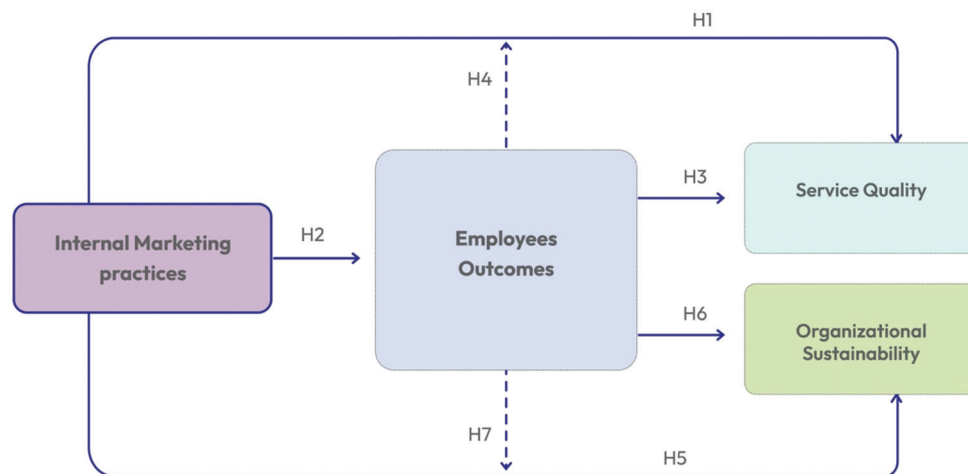 H1
H4
H3
Service Quality
Internal Marketing
practices
H2
Employees
Outcomes
H6
Organizational
Sustainability
H7
H5